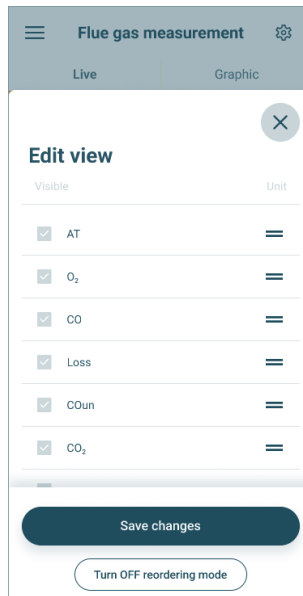 Flue gas measurement
Live Graphic
Edit view
Visible Unit
AT
O₂
CO
Loss
COun
CO₂
Save changes
Turn OFF reordering mode